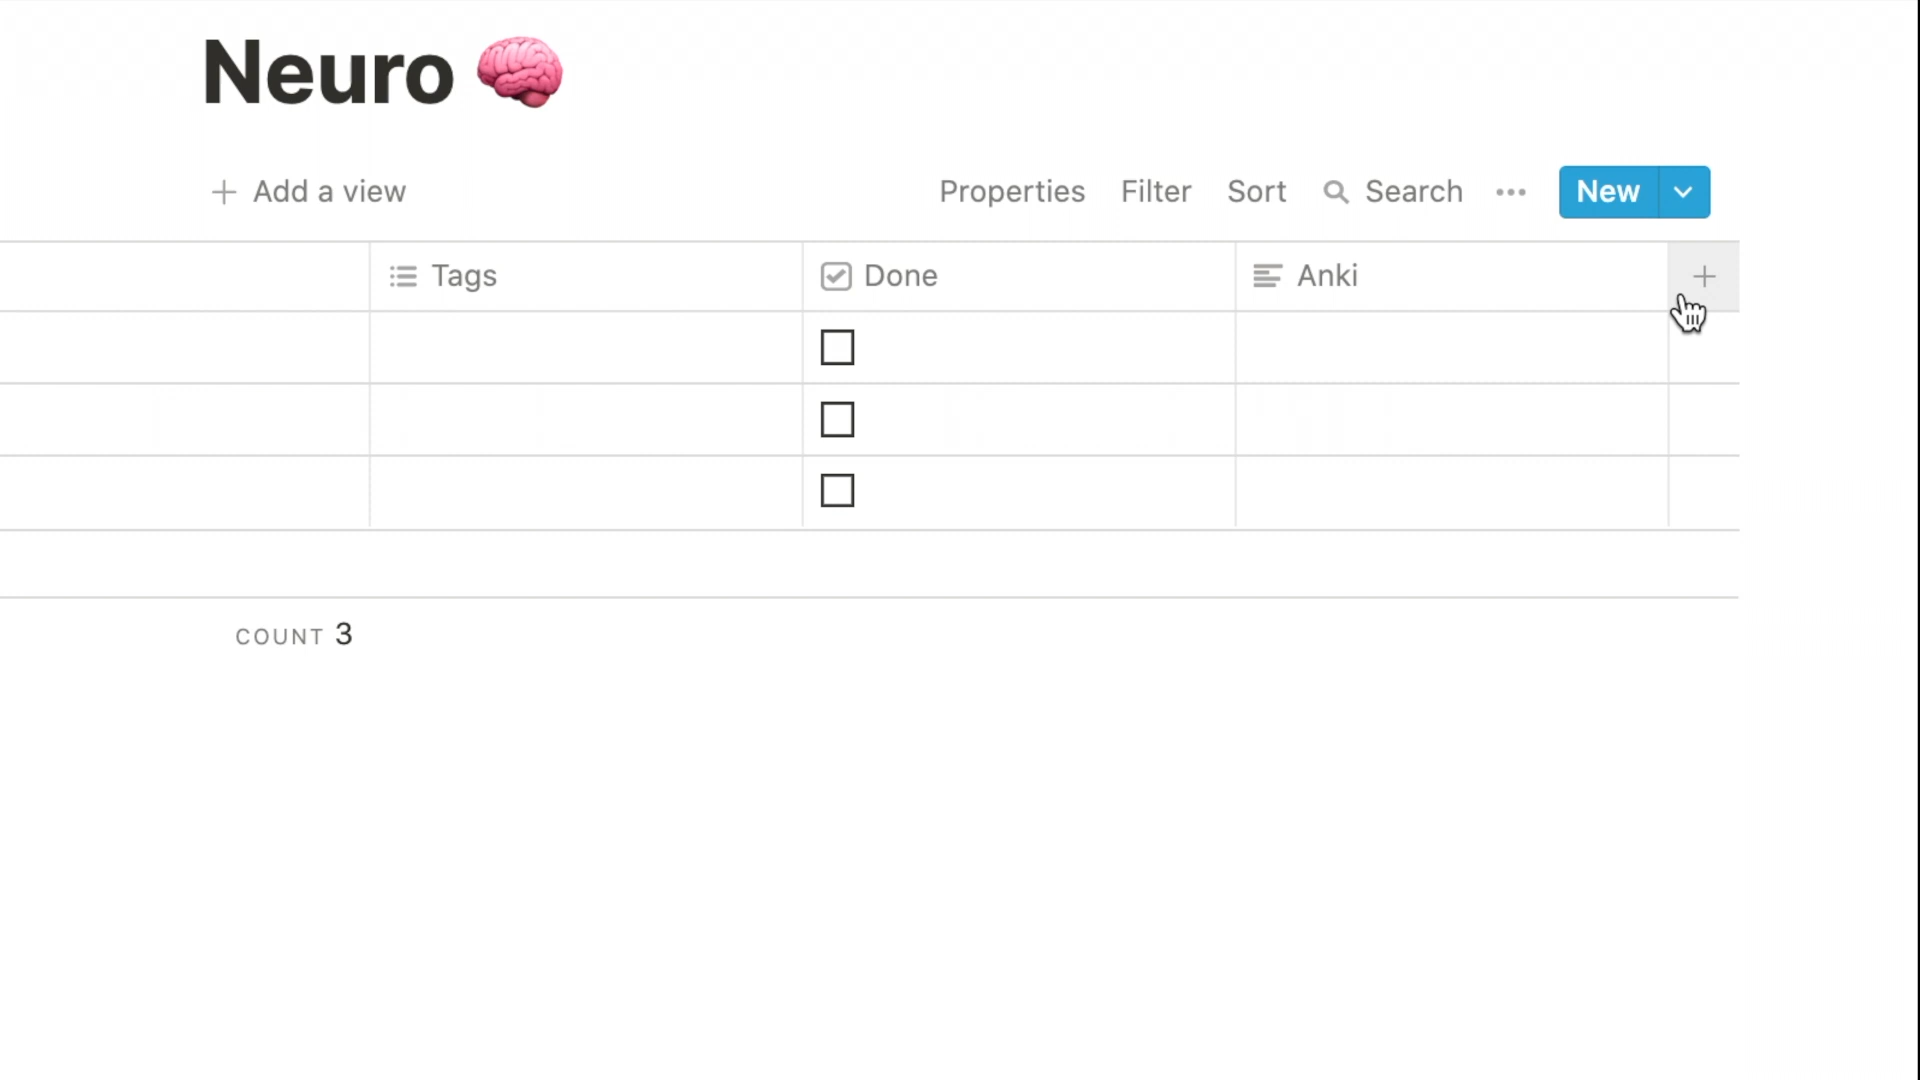 Neuro 🧠
Add a view Properties Filter Sort Search New
Tags Done Anki
COUNT 3